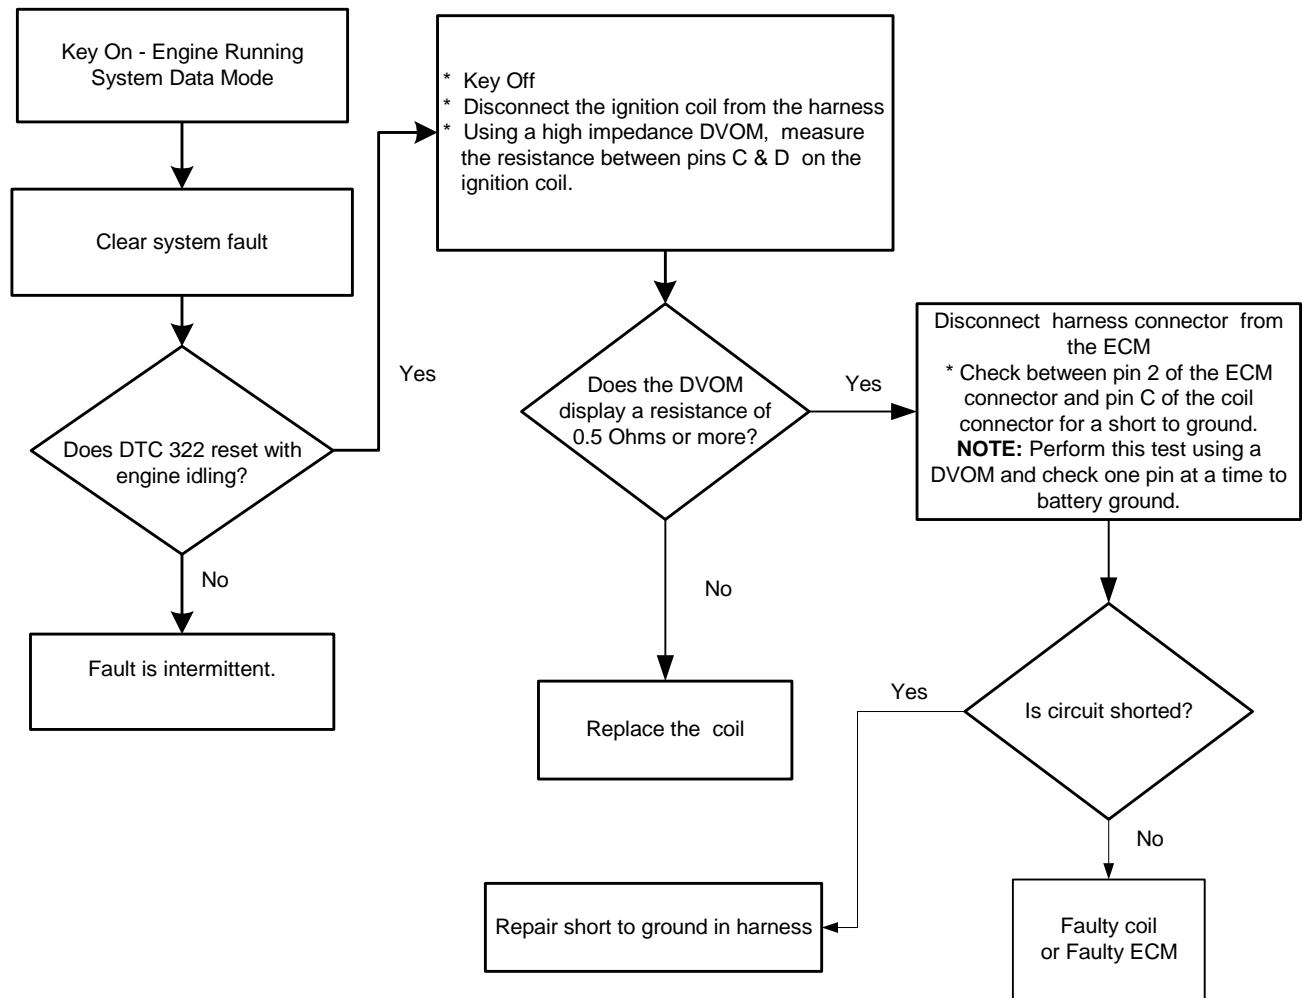 Key On - Engine Running
System Data Mode
Clear system fault
Does DTC 322 reset with
engine idling?
Yes
No
Fault is intermittent.
* Key Off
* Disconnect the ignition coil from the harness
* Using a high impedance DVOM, measure
the resistance between pins C & D on the
ignition coil.
Does the DVOM
display a resistance of
0.5 Ohms or more?
Yes
No
Replace the coil
Disconnect harness connector from
the ECM
* Check between pin 2 of the ECM
connector and pin C of the coil
connector for a short to ground.
NOTE: Perform this test using a
DVOM and check one pin at a time to
battery ground.
Is circuit shorted?
Yes
No
Repair short to ground in harness
Faulty coil
or Faulty ECM